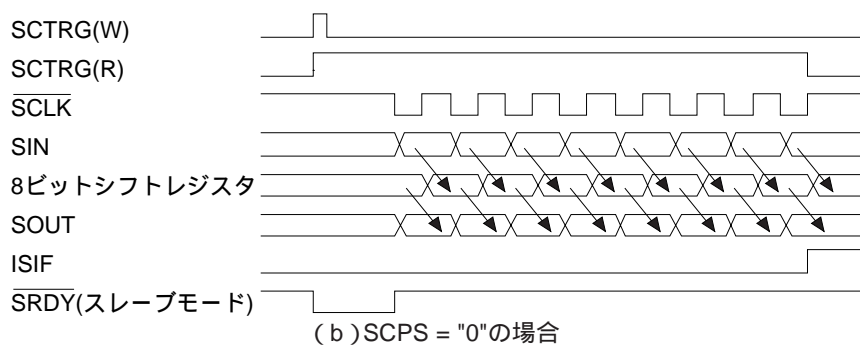 SCTRG(W)
SCTRG(R)
SCLK
SIN
8ビットシフトレジスタ
SOUT
ISIF
SRDY(スレーブモード)
(b)SCPS = "0"の場合